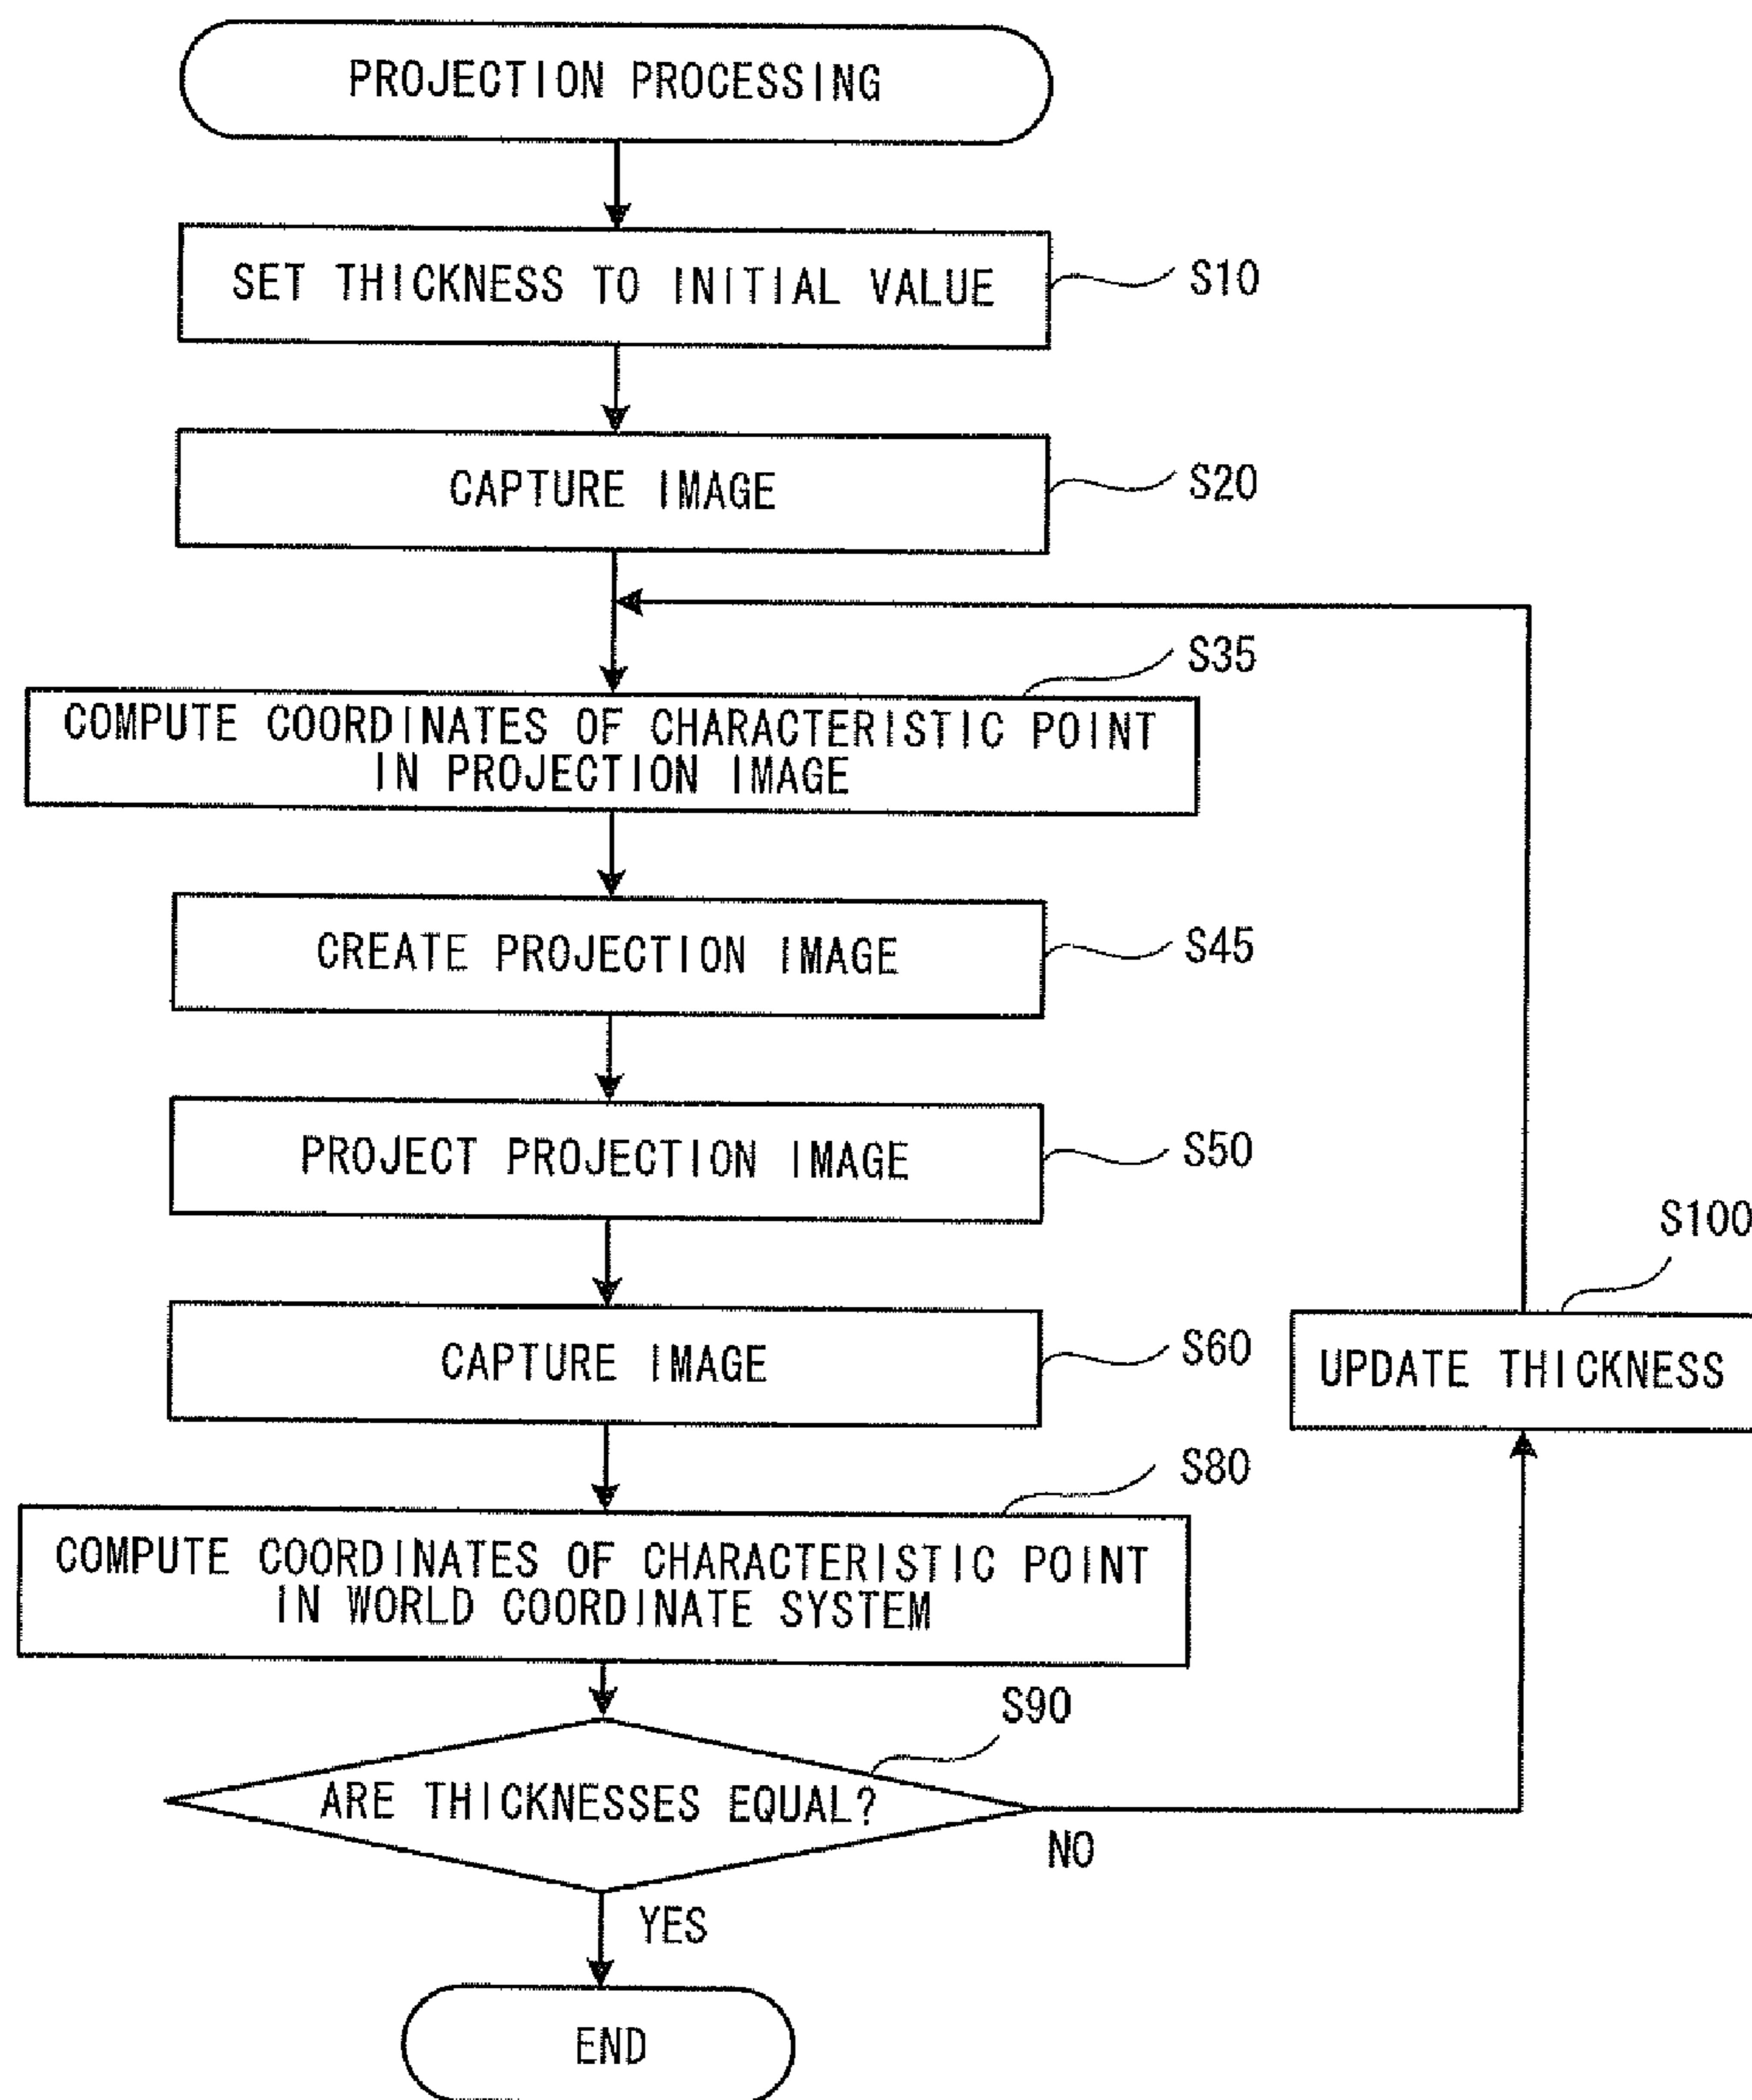 PROJECTION PROCESSING
SET THICKNESS TO INITIAL VALUE
S10
CAPTURE IMAGE
S20
S35
COMPUTE COORDINATES OF CHARACTERISTIC POINT
IN PROJECTION IMAGE
CREATE PROJECTION IMAGE
S45
PROJECT PROJECTION IMAGE
S50
S100
CAPTURE IMAGE
S60
UPDATE THICKNESS
S80
COMPUTE COORDINATES OF CHARACTERISTIC POINT
IN WORLD COORDINATE SYSTEM
S90
ARE THICKNESSES EQUAL?
NO
YES
END